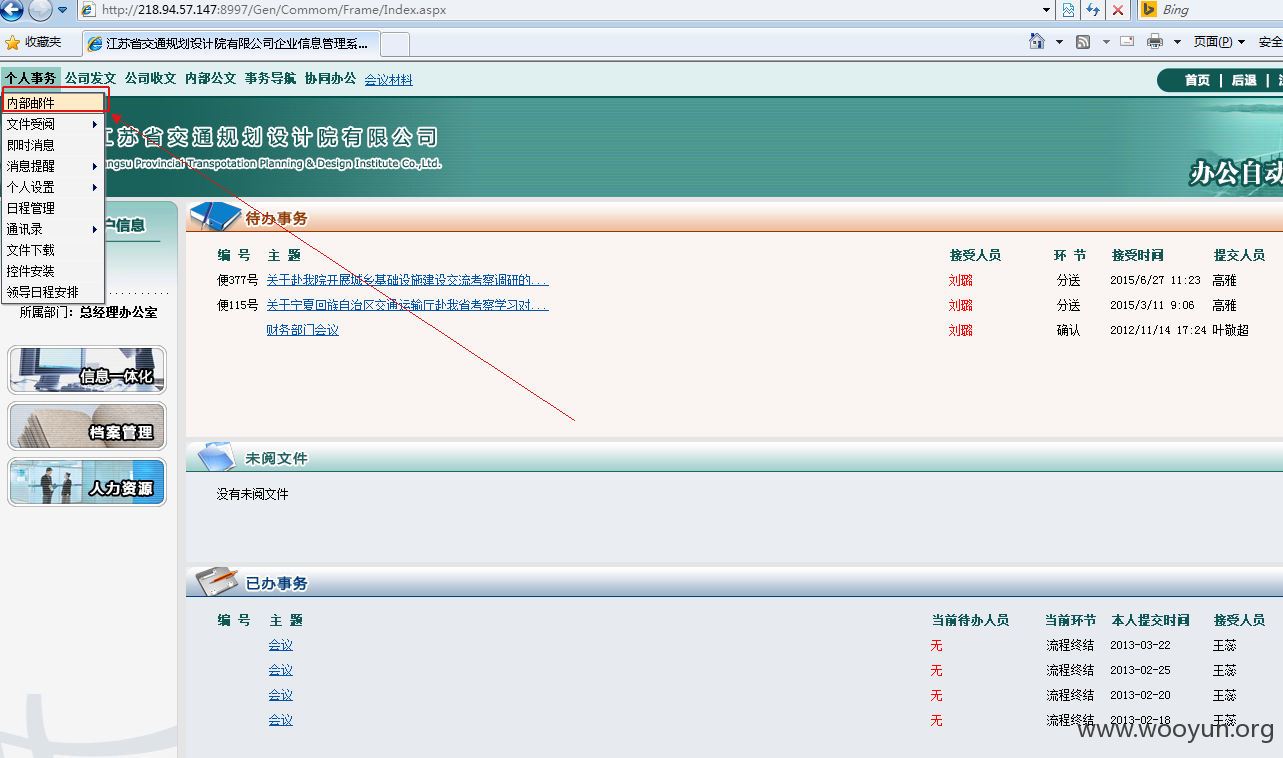 http://218.94.57.147:8997/Gen/Commom/Frame/Index.aspx
Bing
收藏夹
江苏省交通规划设计院有限公司企业信息管理系...
页面(P)
安全
个人事务 公司发文 公司收文 内部公文 事务导航 协同办公 会议材料
首页 | 后退 |
内部邮件
文件受阅
即时消息
消息提醒
个人设置
日程管理
通讯录
文件下载
控件安装
领导日程安排
江苏省交通规划设计院有限公司
ngsu Provincial Transpotation Planning & Design Institute Co.,Ltd.
办公自动
户信息
所属部门: 总经理办公室
信息一体化
档案管理
人力资源
待办事务
编 号 主 题 接受人员 环 节 接受时间 提交人员
便377号 关于赴我院开展城乡基础设施建设交流考察调研的... 刘璐 分送 2015/6/27 11:23 高雅
便115号 关于宁夏回族自治区交通运输厅赴我省考察学习对... 刘璐 分送 2015/3/11 9:06 高雅
财务部门会议 刘璐 确认 2012/11/14 17:24 叶敬超
未阅文件
没有未阅文件
已办事务
编 号 主 题 当前待办人员 当前环节 本人提交时间 接受人员
会议 无 流程终结 2013-03-22 王蕊
会议 无 流程终结 2013-02-25 王蕊
会议 无 流程终结 2013-02-20 王蕊
会议 无 流程终结 2013-02-18 王蕊
www.wooyun.org